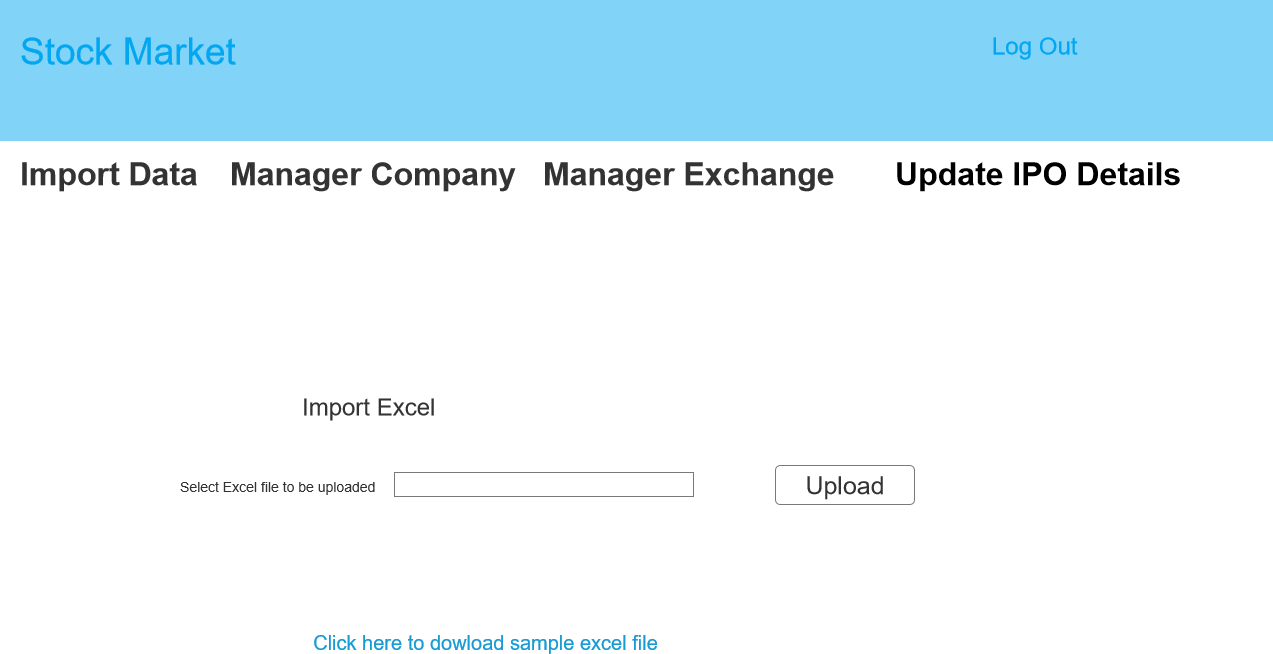 Stock Market
Log Out
Import Data
Manager Company
Manager Exchange
Update IPO Details
Import Excel
Select Excel file to be uploaded
Upload
Click here to dowload sample excel file